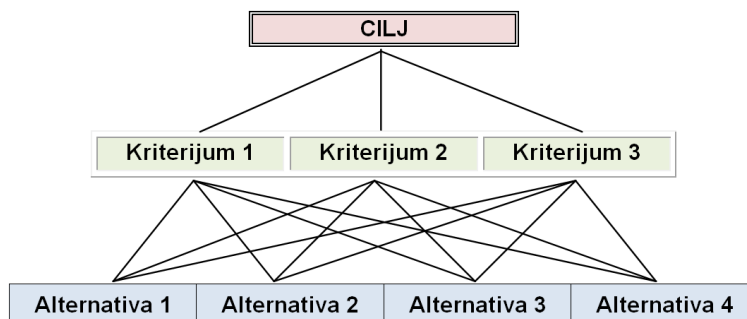 CILJ
Kriterijum 1 Kriterijum 2 Kriterijum 3
Alternativa 1 Alternativa 2 Alternativa 3 Alternativa 4